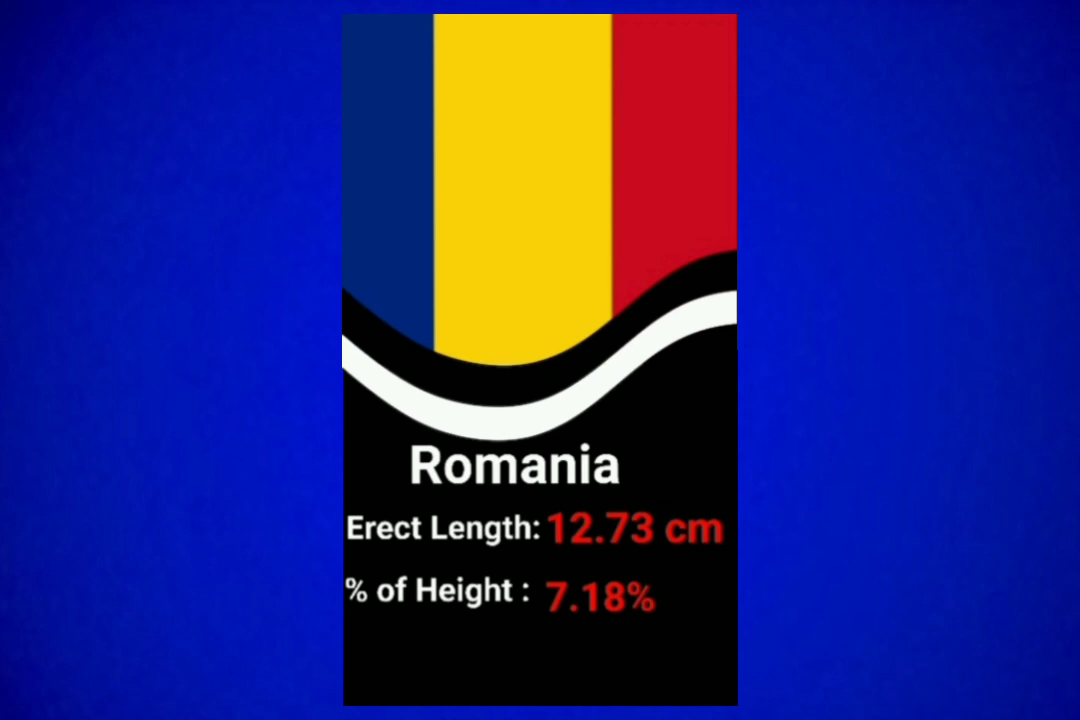 Romania
Erect Length: 12.73 cm
% of Height : 7.18%